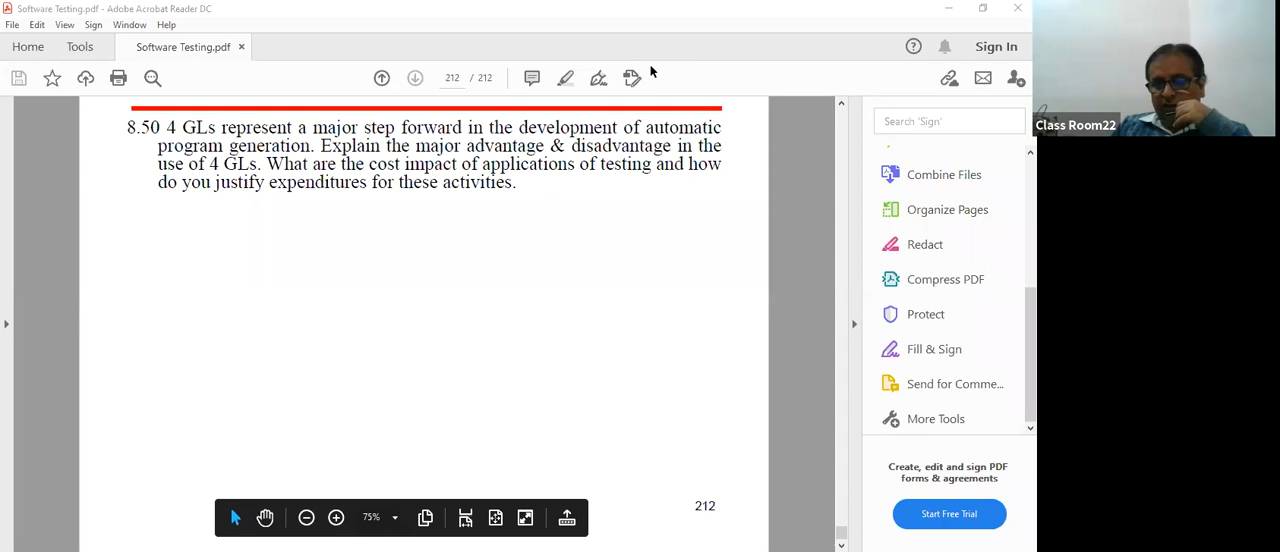 Software Testing.pdf - Adobe Acrobat Reader DC
File Edit View Sign Window Help
Home Tools Software Testing.pdf × Sign In
212 / 212
8.50 4 GLs represent a major step forward in the development of automatic
program generation. Explain the major advantage & disadvantage in the
use of 4 GLs. What are the cost impact of applications of testing and how
do you justify expenditures for these activities.
212
75%
Search 'Sign'
Combine Files
Organize Pages
Redact
Compress PDF
Protect
Fill & Sign
Send for Comme...
More Tools
Create, edit and sign PDF
forms & agreements
Start Free Trial
Class Room22